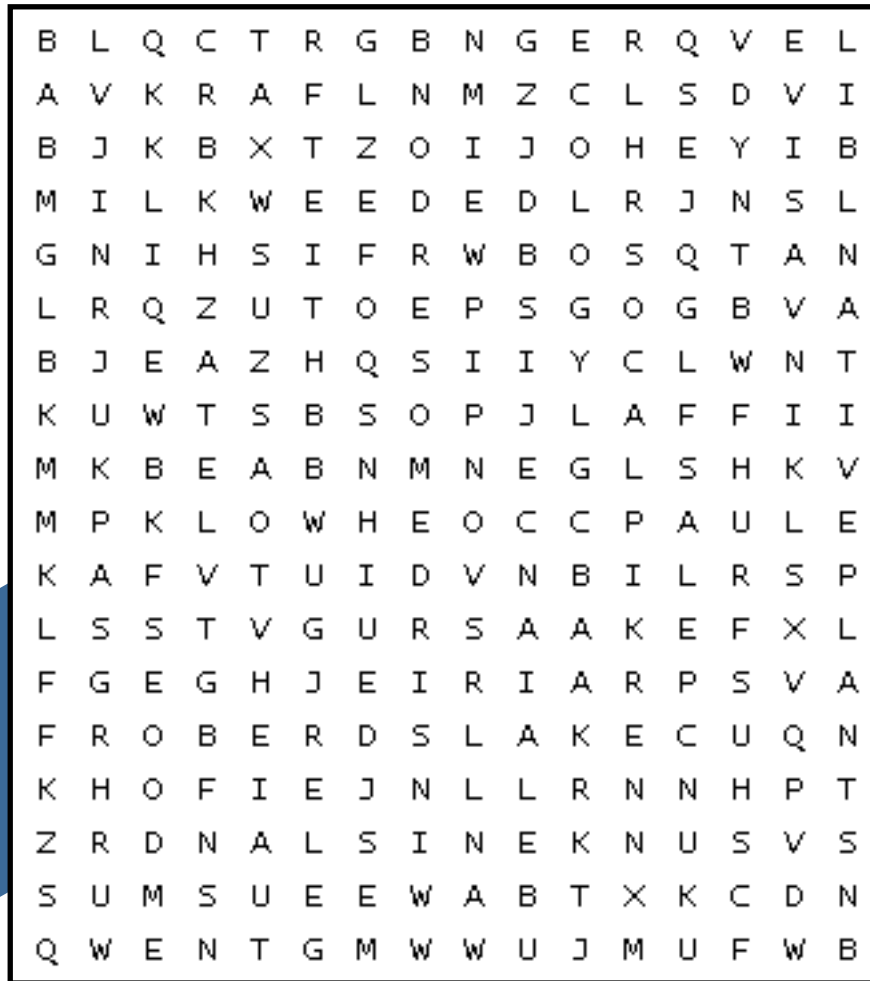 B L Q C T R G B N G E R Q V E L
A V K R A F L N M Z C L S D V I
B J K B X T Z O I J O H E Y I B
M I L K W E E D E D L R J N S L
G N I H S I F R W B O S Q T A N
L R Q Z U T O E P S G O G B V A
B J E A Z H Q S I I Y C L W N T
K U W T S B S O P J L A F F I I
M K B E A B N M N E G L S H K V
M P K L O W H E O C C P A U L E
K A F V T U I D V N B I L R S P
L S S T V G U R S A A K E F X L
F G E G H J E I R I A R P S V A
F R O B E R D S L A K E C U Q N
K H O F I E J N L L R N N H P T
Z R D N A L S I N E K N U S V S
S U M S U E E W A B T X K C D N
Q W E N T G M W W U J M U F W B